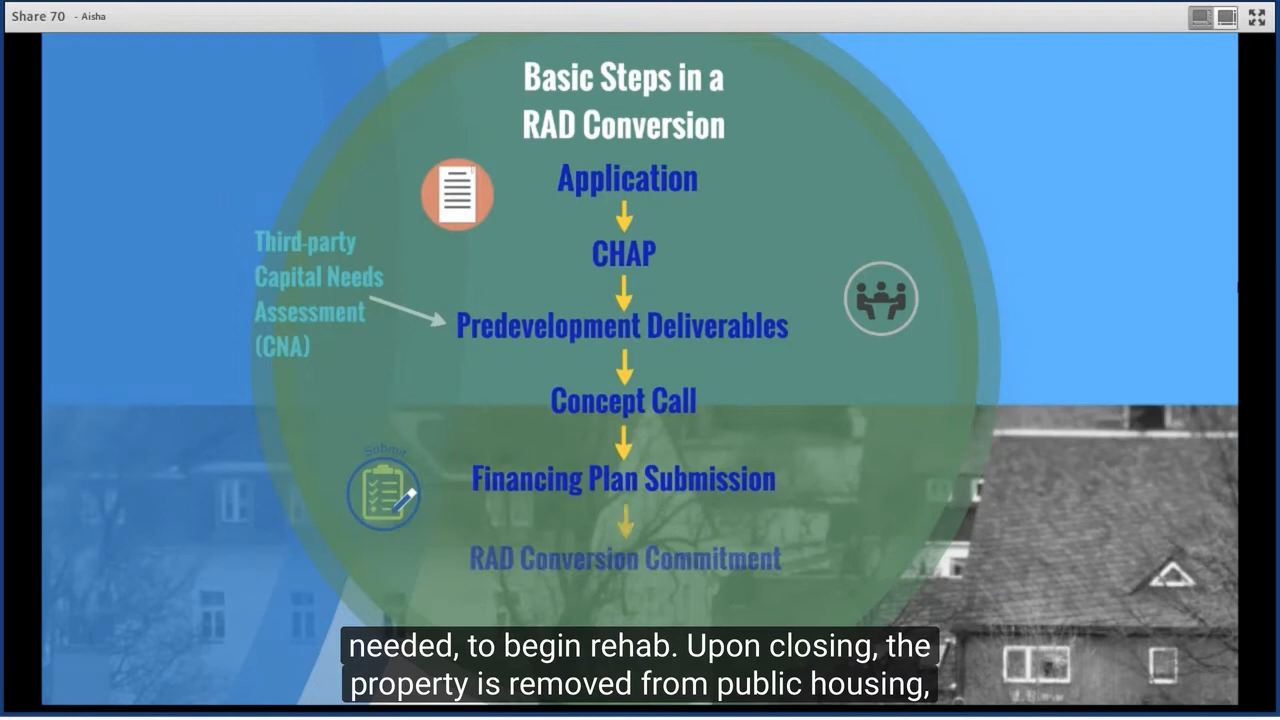 Share 70 - Aisha
Basic Steps in a
RAD Conversion
Application
CHAP
Third-party
Capital Needs
Assessment
(CNA)
Predevelopment Deliverables
Concept Call
Submit
Financing Plan Submission
RAD Conversion Commitment
needed, to begin rehab. Upon closing, the
property is removed from public housing,